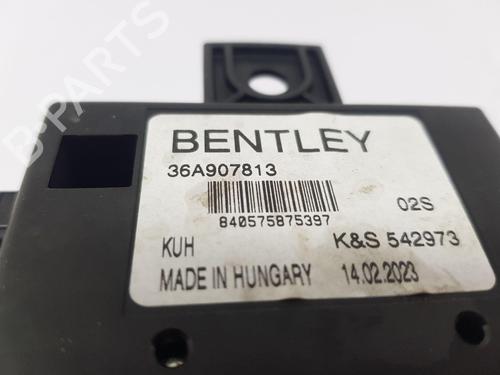 B-PARTS
BENTLEY
36A907813
840575875397
02S
KUH
K&S 542973
MADE IN HUNGARY
14.02.2023